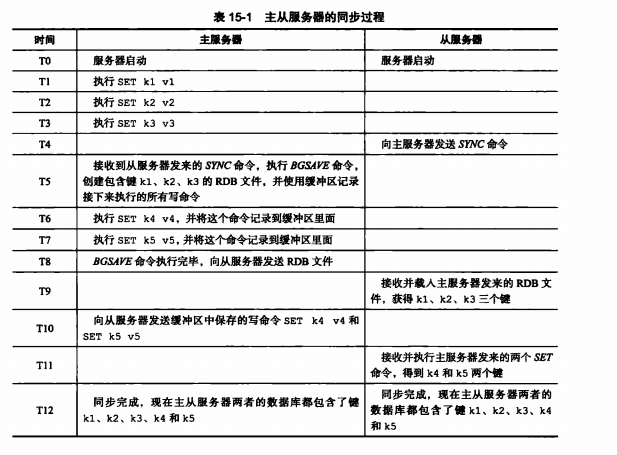 表 15-1 主从服务器的同步过程
时间 主服务器 从服务器
T0 服务器启动 服务器启动
T1 执行 SET k1 v1
T2 执行 SET k2 v2
T3 执行 SET k3 v3
T4 向主服务器发送 SYNC 命令
接收到从服务器发来的 SYNC 命令，执行 BGSAVE 命令，
T5 创建包含键 k1、k2、k3 的 RDB 文件，并使用缓冲区记录
接下来执行的所有写命令
T6 执行 SET k4 v4，并将这个命令记录到缓冲区里面
T7 执行 SET k5 v5，并将这个命令记录到缓冲区里面
T8 BGSAVE 命令执行完毕，向从服务器发送 RDB 文件
T9 接收并载入主服务器发来的 RDB 文
件，获得 k1、k2、k3 三个键
T10 向从服务器发送缓冲区中保存的写命令 SET k4 v4 和
SET k5 v5
T11 接收并执行主服务器发来的两个 SET
命令，得到 k4 和 k5 两个键
T12 同步完成，现在主从服务器两者的数据库都包含了键
k1、k2、k3、k4 和 k5
同步完成，现在主从服务器两者的
数据库都包含了键 k1、k2、k3、k4
和 k5